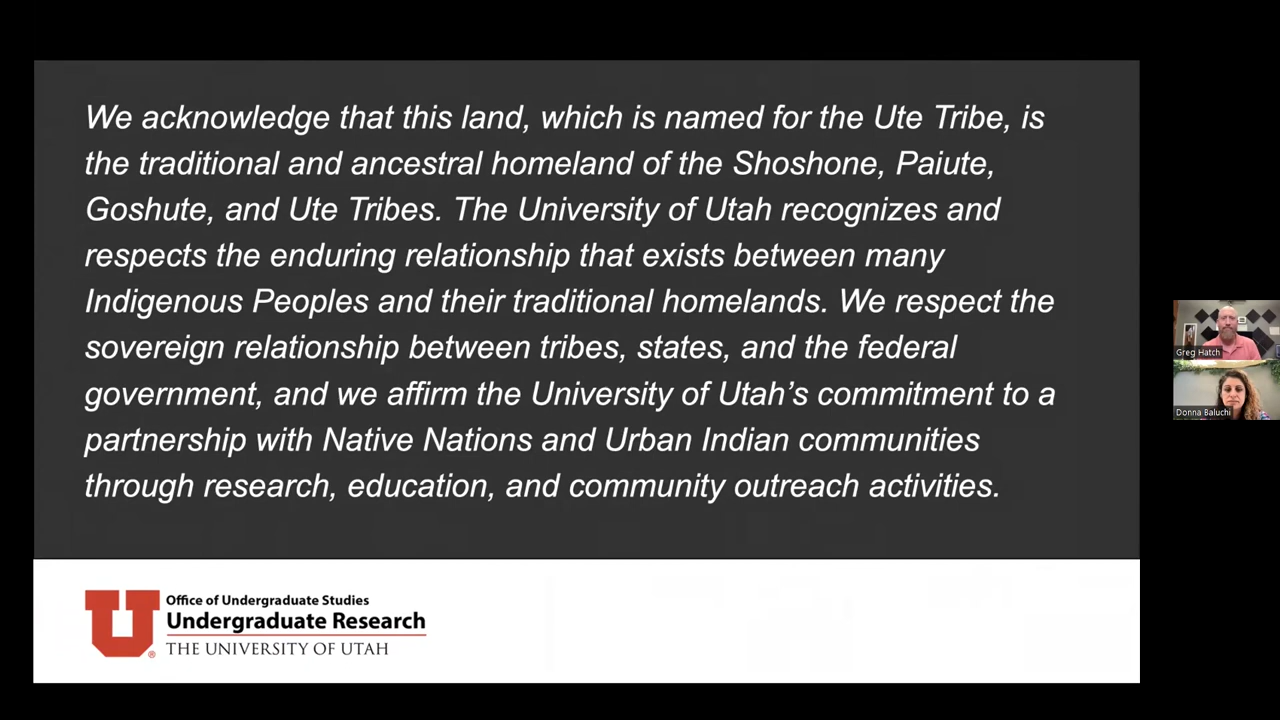 We acknowledge that this land, which is named for the Ute Tribe, is
the traditional and ancestral homeland of the Shoshone, Paiute,
Goshute, and Ute Tribes. The University of Utah recognizes and
respects the enduring relationship that exists between many
Indigenous Peoples and their traditional homelands. We respect the
sovereign relationship between tribes, states, and the federal
government, and we affirm the University of Utah’s commitment to a
partnership with Native Nations and Urban Indian communities
through research, education, and community outreach activities.
U®
Office of Undergraduate Studies
Undergraduate Research
THE UNIVERSITY OF UTAH
Greg Hatch
Donna Baluchi